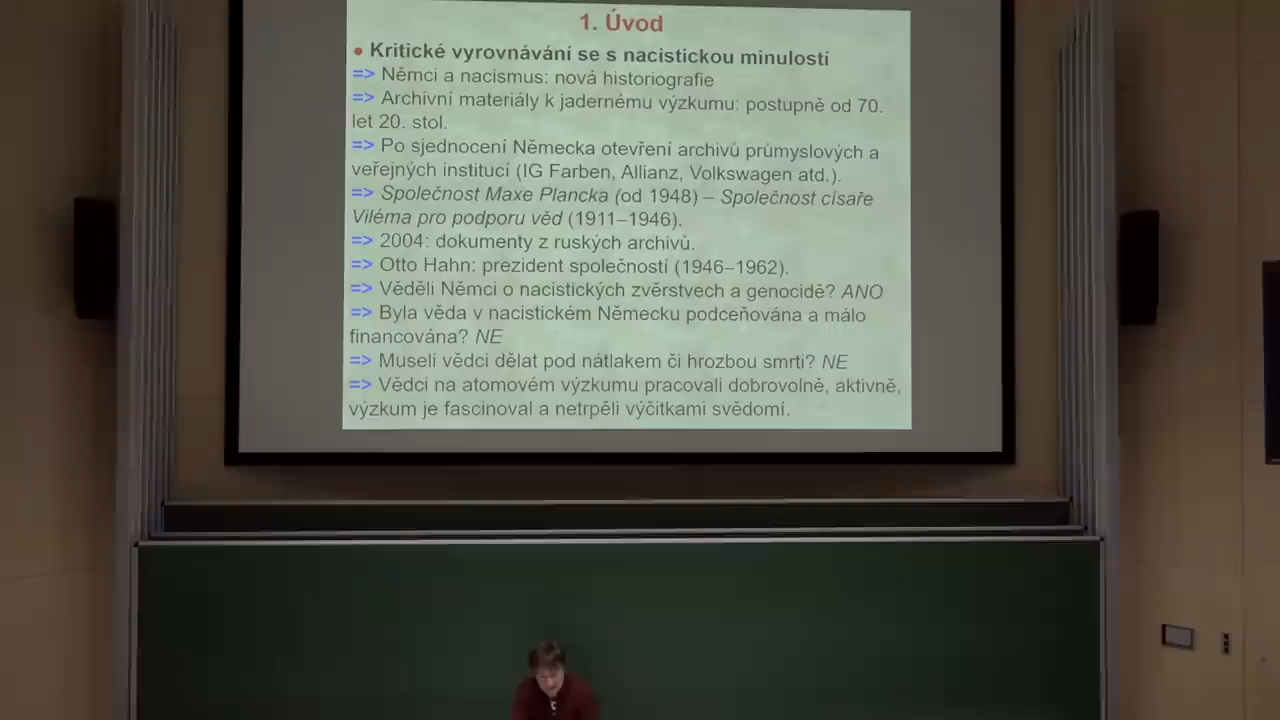 1. Úvod
• Kritické vyrovnávání se s nacistickou minulostí
=> Němci a nacismus: nová historiografie
=> Archivní materiály k jadernému výzkumu: postupně od 70.
let 20. stol.
=> Po sjednocení Německa otevření archivů průmyslových a
veřejných institucí (IG Farben, Allianz, Volkswagen atd.).
=> Společnost Maxe Plancka (od 1948) – Společnost císaře
Viléma pro podporu věd (1911–1946).
=> 2004: dokumenty z ruských archivů.
=> Otto Hahn: prezident společností (1946–1962).
=> Věděli Němci o nacistických zvěrstvech a genocidě? ANO
=> Byla věda v nacistickém Německu podceňována a málo
financována? NE
=> Museli vědci dělat pod nátlakem či hrozbou smrti? NE
=> Vědci na atomovém výzkumu pracovali dobrovolně, aktivně,
výzkum je fascinoval a netrpěli výčitkami svědomí.